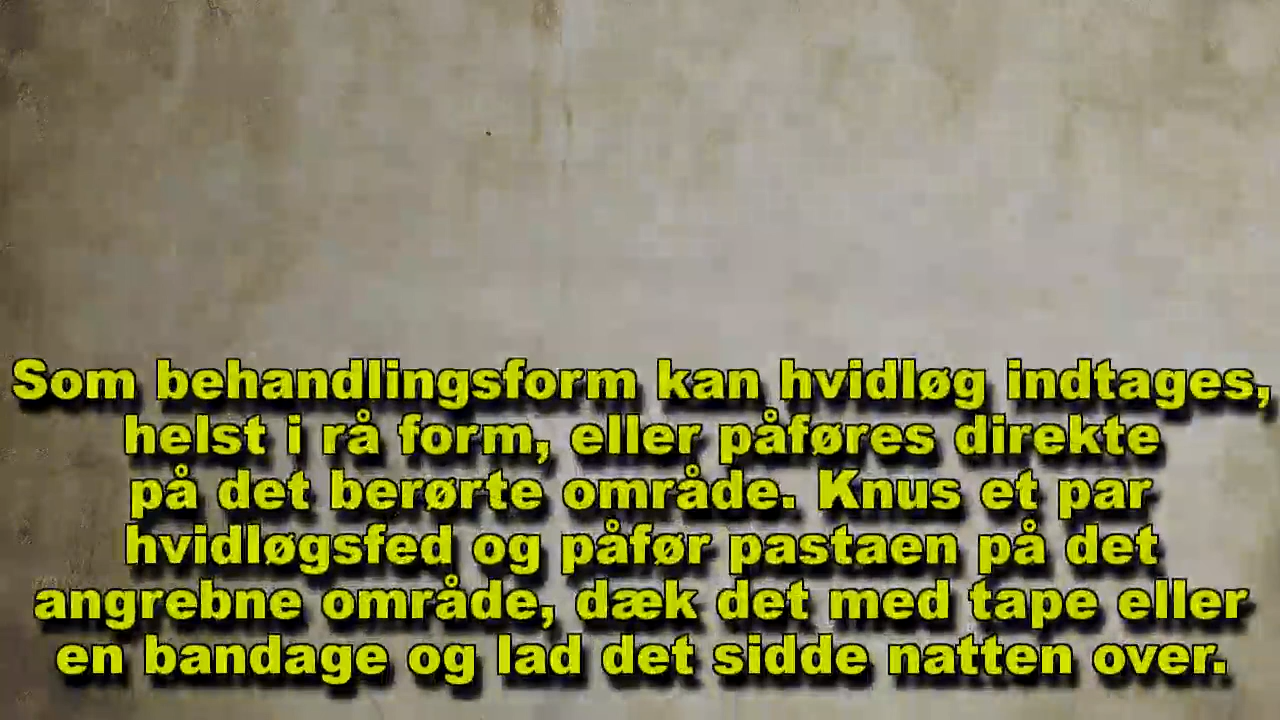 Som behandlingsform kan hvidløg indtages,
helst i rå form, eller påføres direkte
på det berørte område. Knus et par
hvidløgsfed og påfør pastaen på det
angrebne område, dæk det med tape eller
en bandage og lad det sidde natten over.